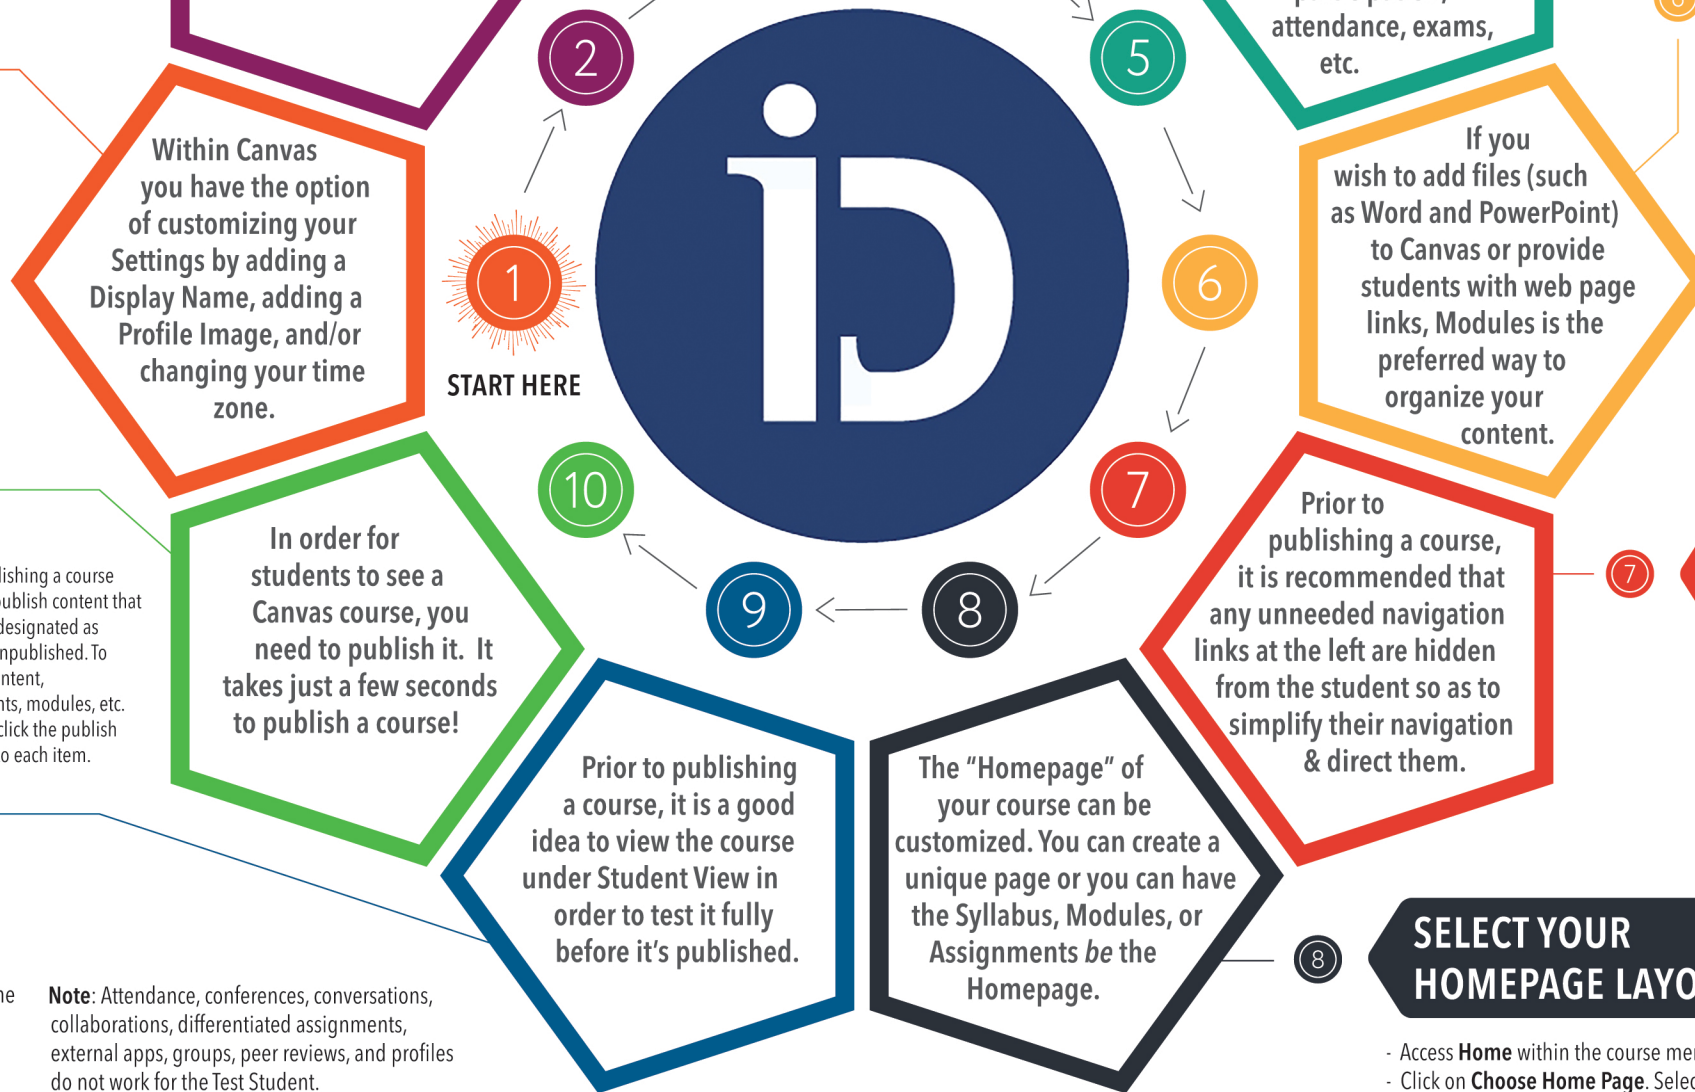 attendance, exams,
etc.
2
5
Within Canvas
you have the option
of customizing your
Settings by adding a
Display Name, adding a
Profile Image, and/or
changing your time
zone.
1
START HERE
iD
6
If you
wish to add files (such
as Word and PowerPoint)
to Canvas or provide
students with web page
links, Modules is the
preferred way to
organize your
content.
10
7
9
8
In order for
students to see a
Canvas course, you
need to publish it. It
takes just a few seconds
to publish a course!
Prior to
publishing a course,
it is recommended that
any unneeded navigation
links at the left are hidden
from the student so as to
simplify their navigation
& direct them.
7
a course
content that
designated as
To
modules, etc.
click the publish
each item.
Prior to publishing
a course, it is a good
idea to view the course
under Student View in
order to test it fully
before it's published.
The “Homepage” of
your course can be
customized. You can create a
unique page or you can have
the Syllabus, Modules, or
Assignments be the
Homepage.
8
SELECT YOUR
HOMEPAGE
- Access Home within the course
- Click on Choose Home Page.
Note: Attendance, conferences, conversations,
collaborations, differentiated assignments,
external apps, groups, peer reviews, and profiles
do not work for the Test Student.